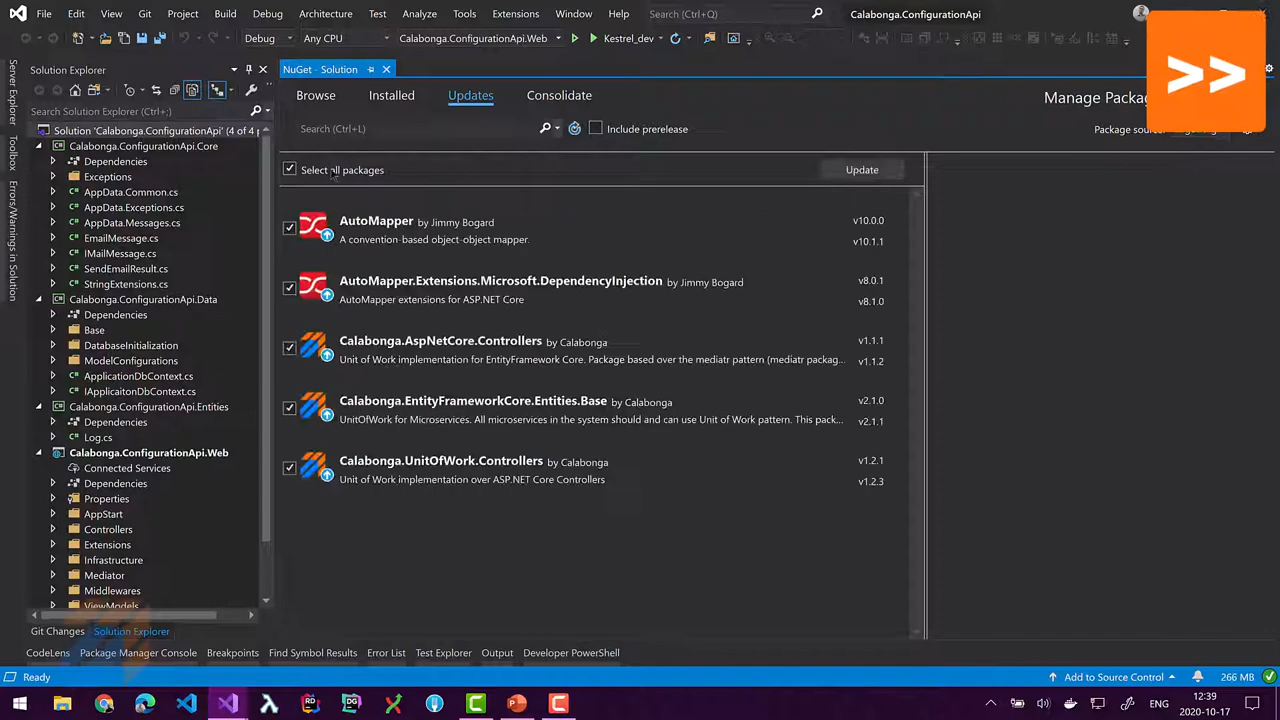 File Edit View Git Project Build Debug Architecture Test Analyze Tools Extensions Window Help Search (Ctrl+Q) Calabonga.ConfigurationApi
Debug Any CPU Calabonga.ConfigurationApi.Web Kestrel_dev
>>
Server Explorer
Toolbox
Errors/Warnings in Solution
Solution Explorer
Search Solution Explorer (Ctrl+;)
Solution 'Calabonga.ConfigurationApi' (4 of 4 p
Calabonga.ConfigurationApi.Core
Dependencies
Exceptions
AppData.Common.cs
AppData.Exceptions.cs
AppData.Messages.cs
EmailMessage.cs
IMailMessage.cs
SendEmailResult.cs
StringExtensions.cs
Calabonga.ConfigurationApi.Data
Dependencies
Base
DatabaseInitialization
ModelConfigurations
ApplicationDbContext.cs
IApplicaitonDbContext.cs
Calabonga.ConfigurationApi.Entities
Dependencies
Log.cs
Calabonga.ConfigurationApi.Web
Connected Services
Dependencies
Properties
AppStart
Controllers
Extensions
Infrastructure
Mediator
Middlewares
ViewModels
Git Changes Solution Explorer
NuGet - Solution
Browse Installed Updates Consolidate
Manage Packag
Search (Ctrl+L) Include prerelease
Package source:
Select all packages Update
AutoMapper by Jimmy Bogard v10.0.0
A convention-based object-object mapper. v10.1.1
AutoMapper.Extensions.Microsoft.DependencyInjection by Jimmy Bogard v8.0.1
AutoMapper extensions for ASP.NET Core v8.1.0
Calabonga.AspNetCore.Controllers by Calabonga v1.1.1
Unit of Work implementation for EntityFramework Core. Package based over the mediatr pattern (mediatr packag... v1.1.2
Calabonga.EntityFrameworkCore.Entities.Base by Calabonga v2.1.0
UnitOfWork for Microservices. All microservices in the system should and can use Unit of Work pattern. This pack... v2.1.1
Calabonga.UnitOfWork.Controllers by Calabonga v1.2.1
Unit of Work implementation over ASP.NET Core Controllers v1.2.3
CodeLens Package Manager Console Breakpoints Find Symbol Results Error List Test Explorer Output Developer PowerShell
Ready Add to Source Control 266 MB
ENG 12:39
2020-10-17